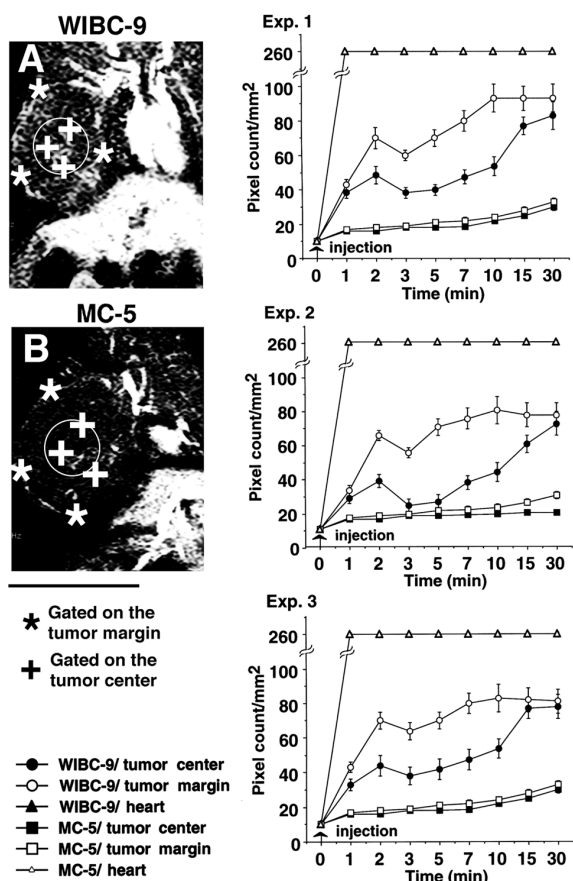 WIBC-9
A
MC-5
B
Hz
Gated on the
tumor margin
Gated on the
tumor center
WIBC-9/ tumor center
WIBC-9/ tumor margin
WIBC-9/ heart
MC-5/ tumor center
MC-5/ tumor margin
MC-5/ heart
Exp. 1
Pixel count/mm2
260
100
80
60
40
20
0
injection
0 1 2 3 5 7 10 15 30
Time (min)
Exp. 2
Pixel count/mm2
260
100
80
60
40
20
0
injection
0 1 2 3 5 7 10 15 30
Time (min)
Exp. 3
Pixel count/mm2
260
100
80
60
40
20
0
injection
0 1 2 3 5 7 10 15 30
Time (min)